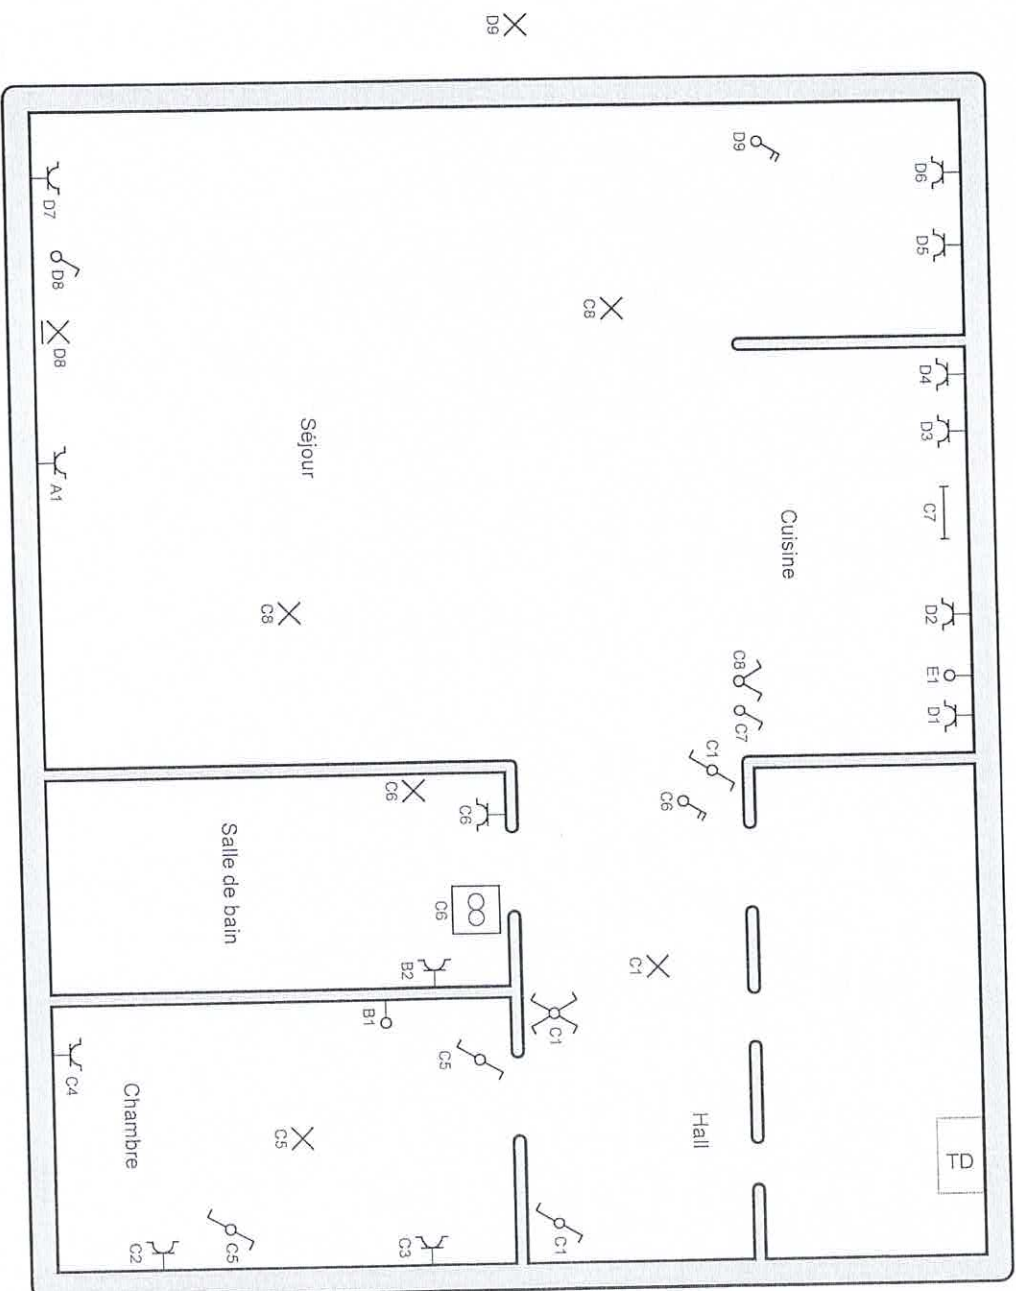 D6 D5 D4 D3 C7 D2 E1 D1 TD
Cuisine
D9 C8 C7
C1
Hall
C6
C1
C8
C1 C1
D9
C6
C5
C6
B2 C3
C6
B1
Séjour
C5
C8
Salle de bain
C5
C2
Chambre
C4
D7 D8 D8 A1